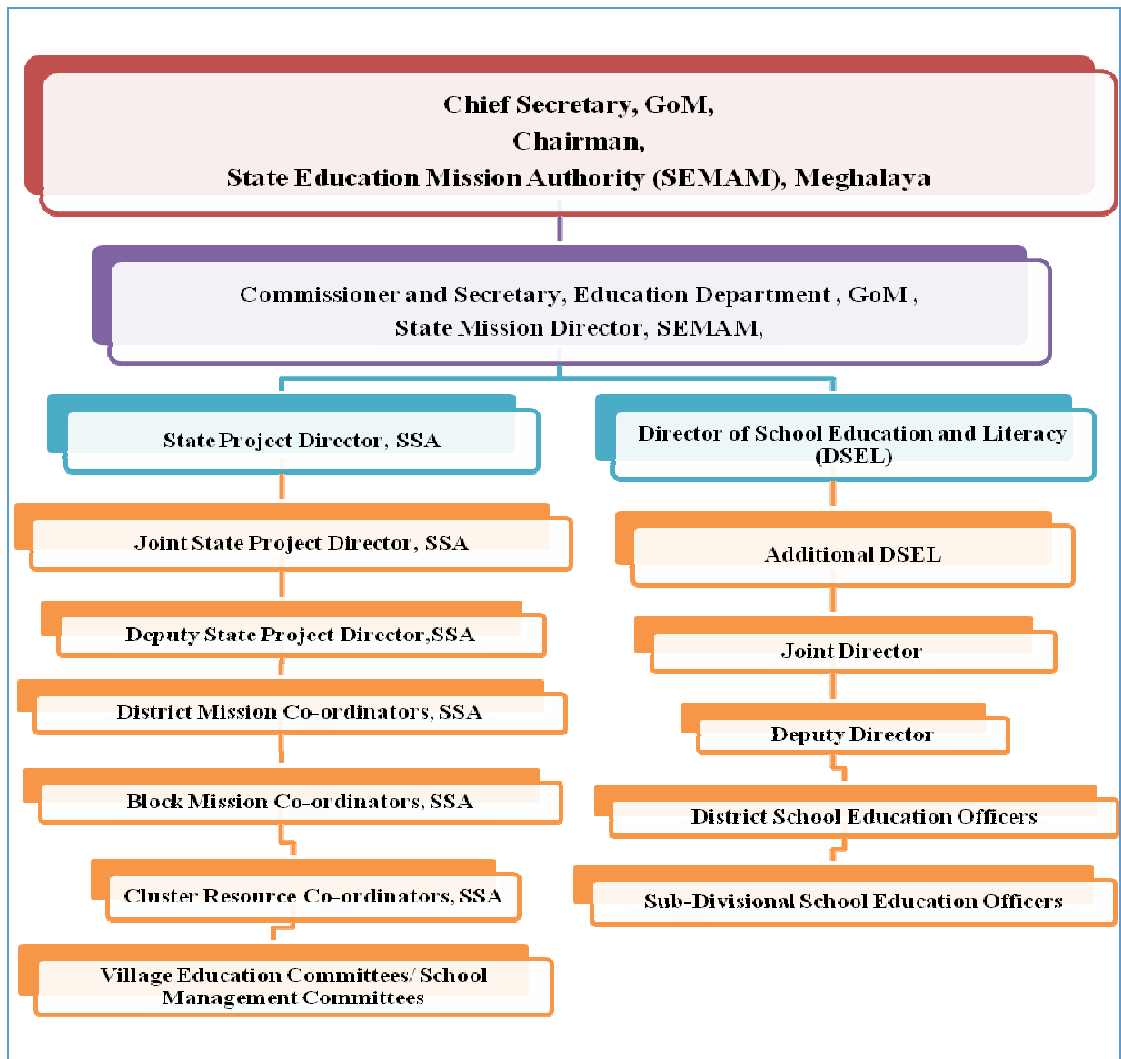 Chief Secretary, GoM,
Chairman,
State Education Mission Authority (SEMAM), Meghalaya
Commissioner and Secretary, Education Department , GoM ,
State Mission Director, SEMAM,
State Project Director, SSA
Joint State Project Director, SSA
Deputy State Project Director,SSA
District Mission Co-ordinators, SSA
Block Mission Co-ordinators, SSA
Cluster Resource Co-ordinators, SSA
Village Education Committees/ School
Management Committees
Director of School Education and Literacy
(DSEL)
Additional DSEL
Joint Director
Deputy Director
District School Education Officers
Sub-Divisional School Education Officers